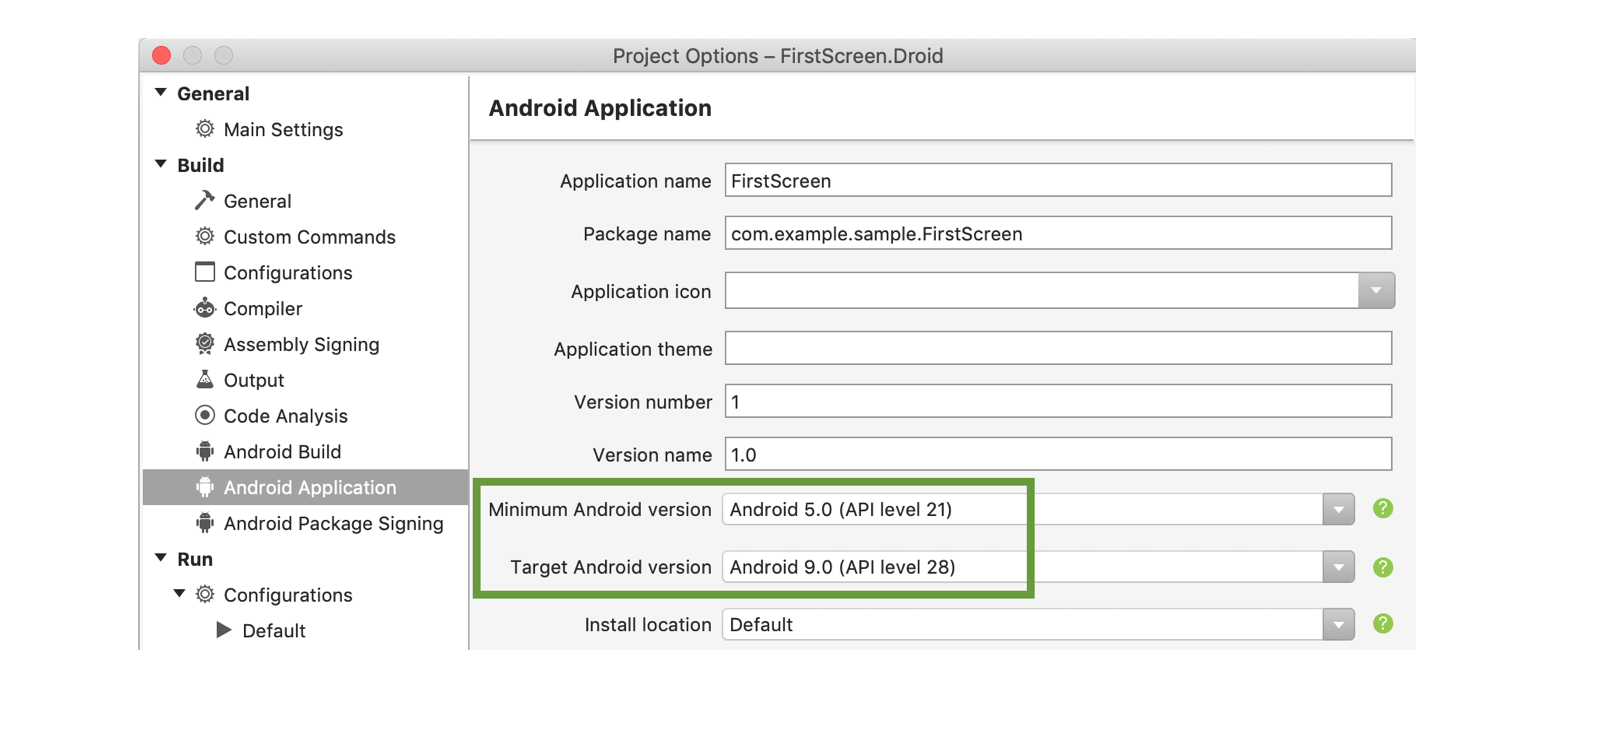 Project Options – FirstScreen.Droid
General
Main Settings
Build
General
Custom Commands
Configurations
Compiler
Assembly Signing
Output
Code Analysis
Android Build
Android Application
Android Package Signing
Run
Configurations
Default
Android Application
Application name FirstScreen
Package name com.example.sample.FirstScreen
Application icon
Application theme
Version number 1
Version name 1.0
Minimum Android version Android 5.0 (API level 21) ?
Target Android version Android 9.0 (API level 28) ?
Install location Default ?